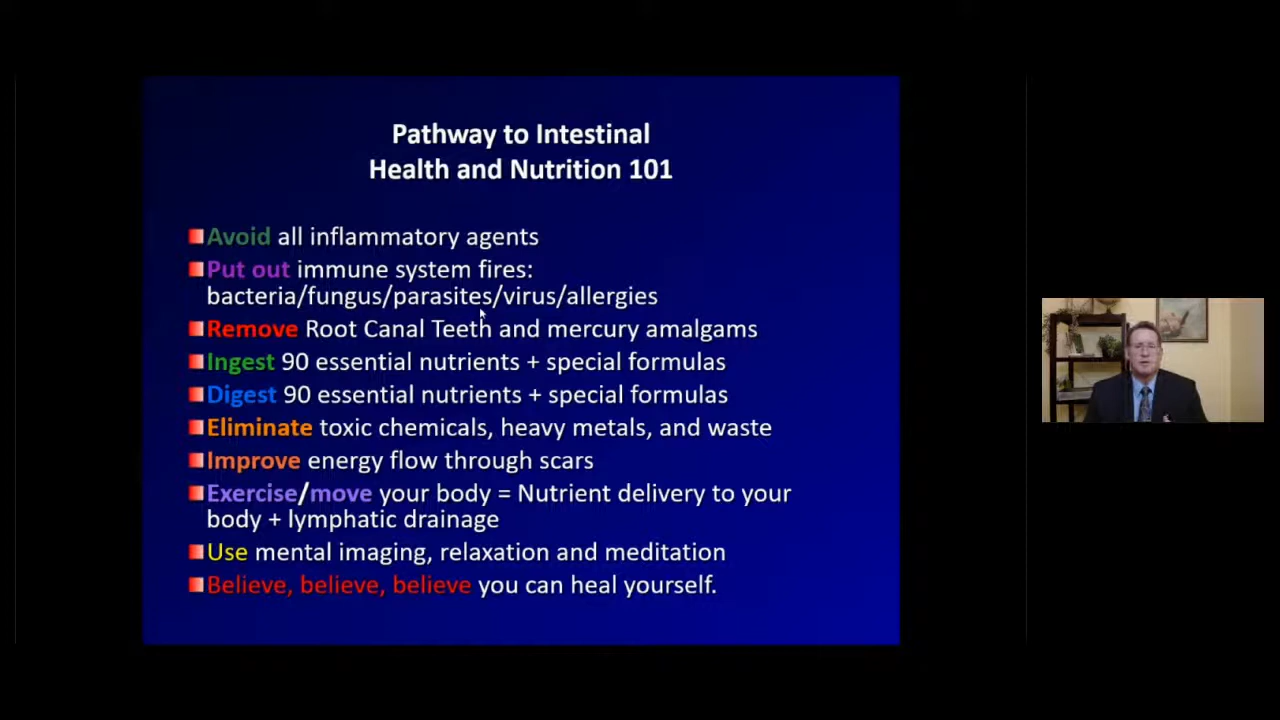 Pathway to Intestinal
Health and Nutrition 101
Avoid all inflammatory agents
Put out immune system fires:
bacteria/fungus/parasites/virus/allergies
Remove Root Canal Teeth and mercury amalgams
Ingest 90 essential nutrients + special formulas
Digest 90 essential nutrients + special formulas
Eliminate toxic chemicals, heavy metals, and waste
Improve energy flow through scars
Exercise/move your body = Nutrient delivery to your
body + lymphatic drainage
Use mental imaging, relaxation and meditation
Believe, believe, believe you can heal yourself.